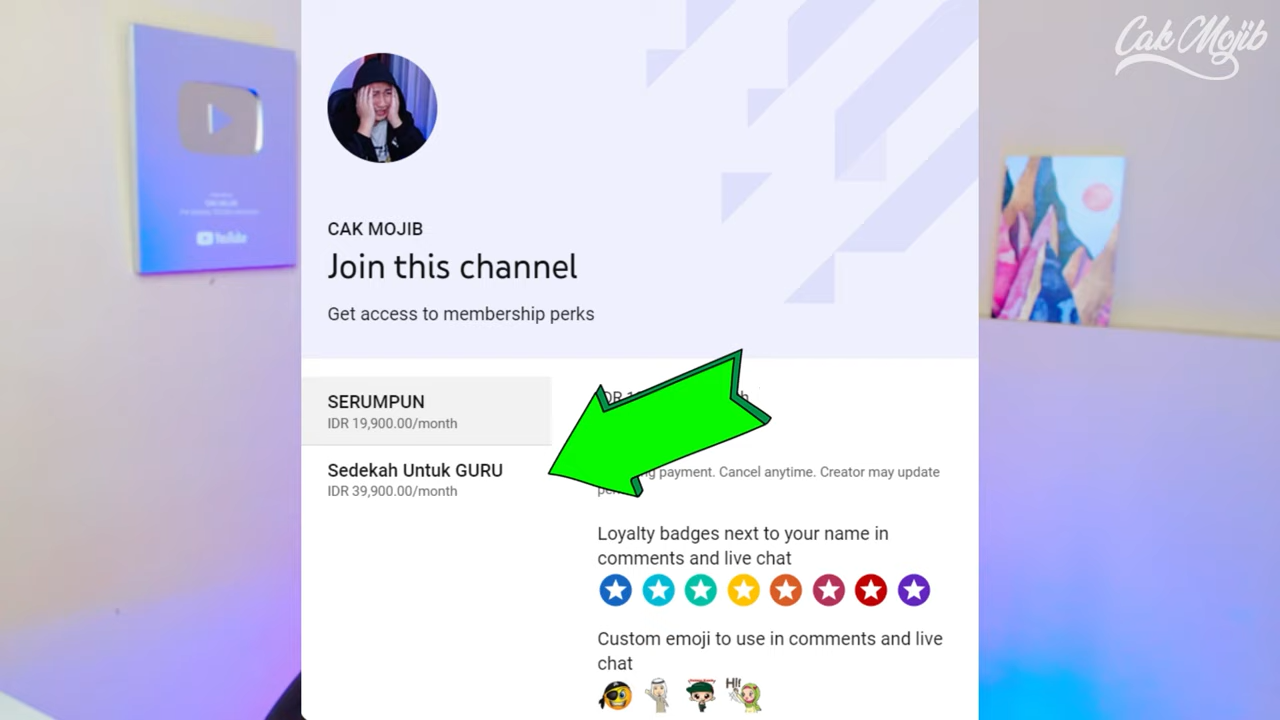 Cak Mojib
CAK MOJIB
Join this channel
Get access to membership perks
SERUMPUN
IDR 19,900.00/month
Sedekah Untuk GURU
IDR 39,900.00/month
payment. Cancel anytime. Creator may update
Loyalty badges next to your name in
comments and live chat
Custom emoji to use in comments and live
chat
HI!
YouTube